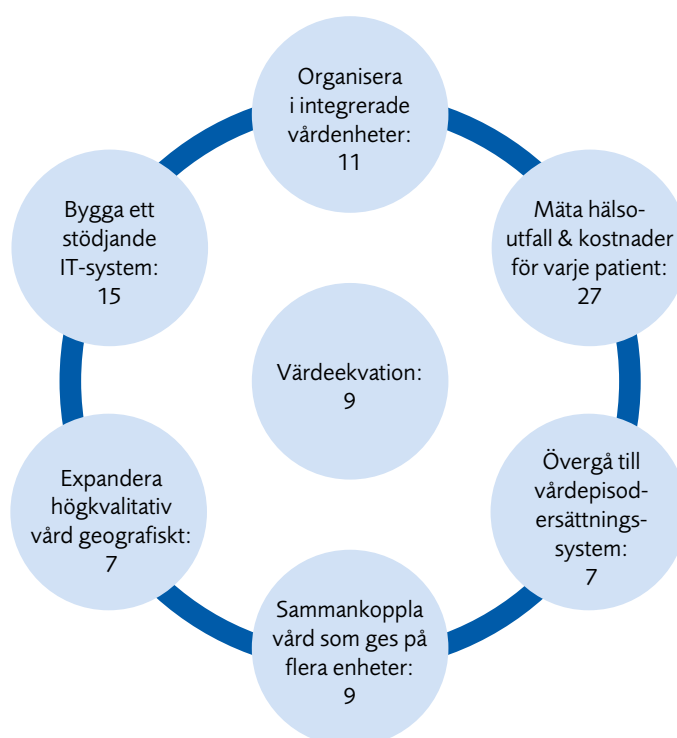 Organisera
i integrerade
vårdenheter:
11
Mäta hälso-
utfall & kostnader
för varje patient:
27
Övergå till
vårdepisod-
ersättnings-
system:
7
Sammankoppla
vård som ges på
flera enheter:
9
Expandera
högkvalitativ
vård geografiskt:
7
Bygga ett
stödjande
IT-system:
15
Värdeekvation:
9